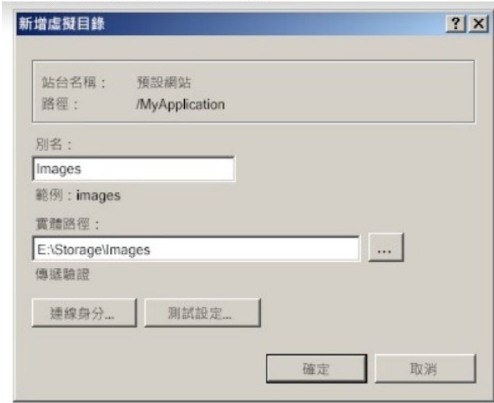 新增虛擬目錄
站台名稱： 預設網站
路徑： /MyApplication
別名：
Images
範例：images
實體路徑：
E:\Storage\Images
...
傳遞驗證
連線身分...
測試設定...
確定
取消